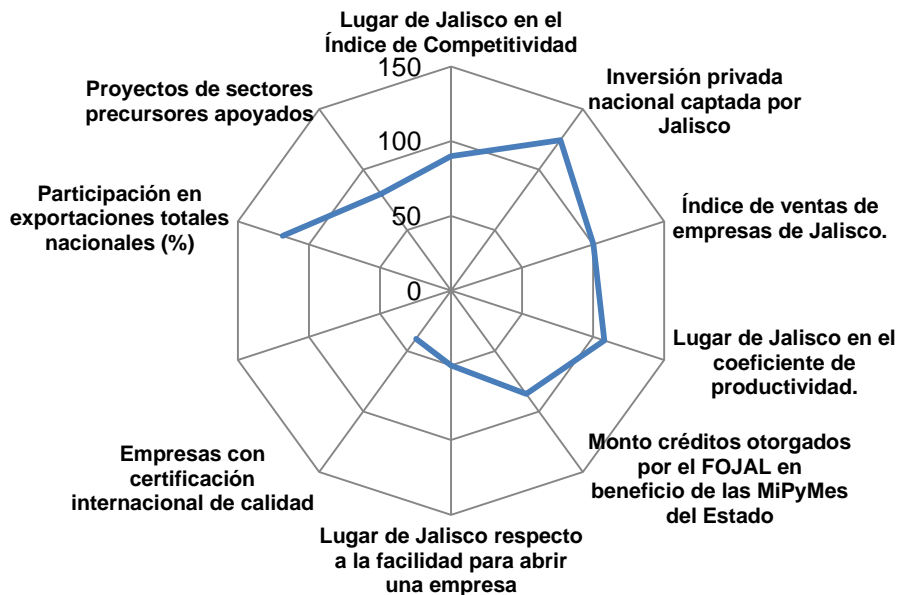 Lugar de Jalisco en el
Índice de Competitividad
150
100
50
0
Inversión privada
nacional captada por
Jalisco
Índice de ventas de
empresas de Jalisco.
Lugar de Jalisco en el
coeficiente de
productividad.
Monto créditos otorgados
por el FOJAL en
beneficio de las MiPyMes
del Estado
Lugar de Jalisco respecto
a la facilidad para abrir
una empresa
Empresas con
certificación
internacional de calidad
Participación en
exportaciones totales
nacionales (%)
Proyectos de sectores
precursores apoyados